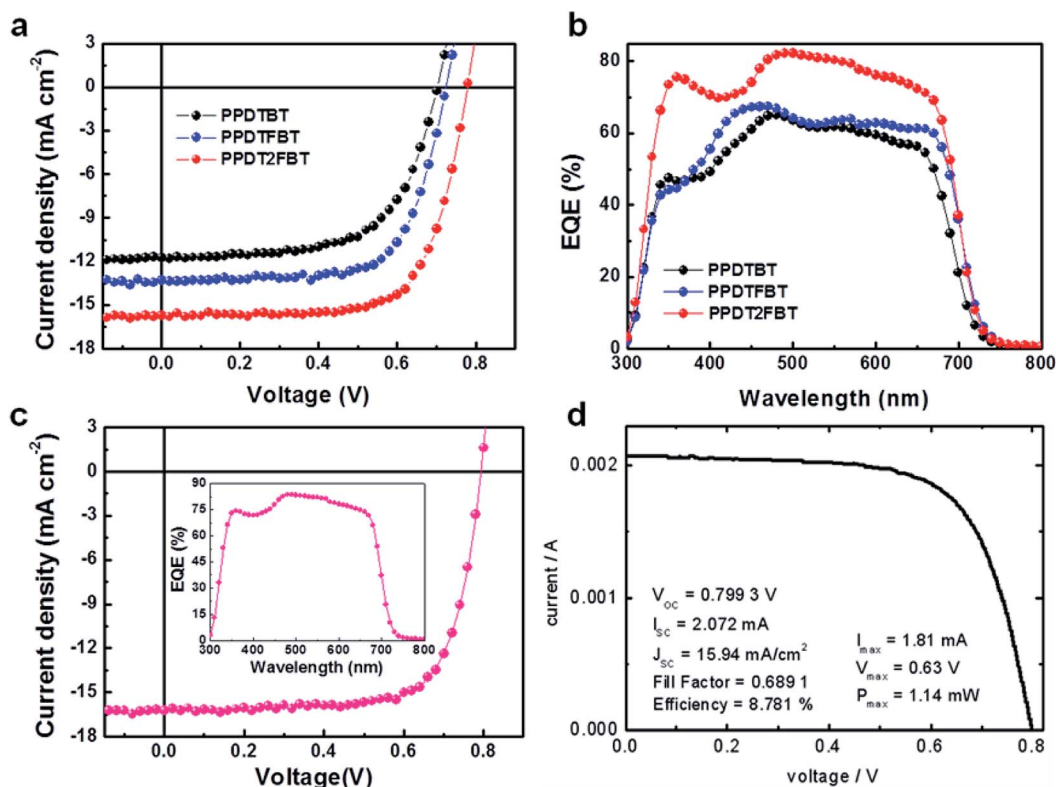 a
3
0
-3
-6
-9
-12
-15
-18
Current density (mA cm-2)
PPDTBT
PPDTFBT
PPDT2FBT
0.0 0.2 0.4 0.6 0.8
Voltage (V)
b
80
60
40
20
0
EQE (%)
PPDTBT
PPDTFBT
PPDT2FBT
300 400 500 600 700 800
Wavelength (nm)
c
3
0
-3
-6
-9
-12
-15
-18
Current density (mA cm-2)
90
75
60
45
30
15
EQE (%)
300 400 500 600 700 800
Wavelength (nm)
0.0 0.2 0.4 0.6 0.8
Voltage(V)
d
0.002
0.001
0.000
current / A
VOC = 0.799 3 V
ISC = 2.072 mA
JSC = 15.94 mA/cm2
Fill Factor = 0.689 1
Efficiency = 8.781 %
Imax = 1.81 mA
Vmax = 0.63 V
Pmax = 1.14 mW
0.0 0.2 0.4 0.6 0.8
voltage / V